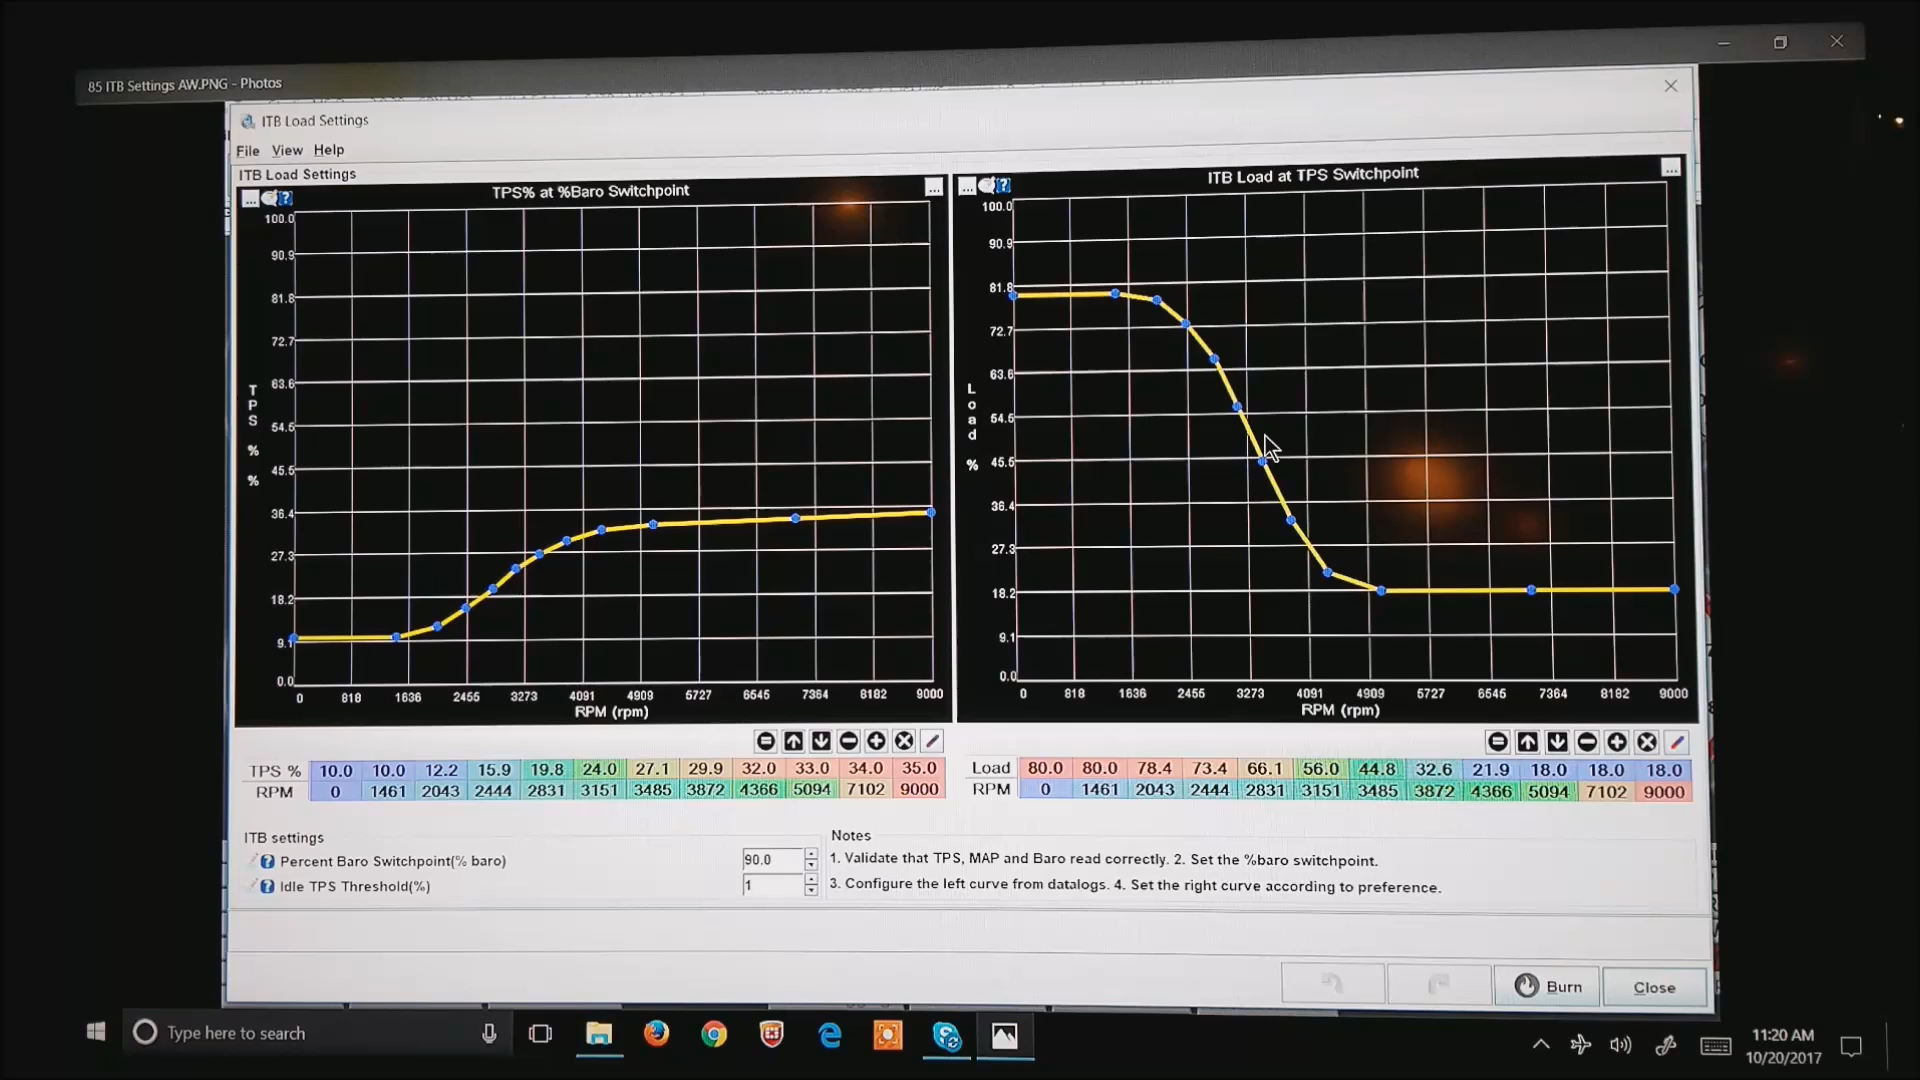 85 ITB Settings AW.PNG - Photos
ITB Load Settings
File View Help
ITB Load Settings
TPS% at %Baro Switchpoint
100.0
90.9
81.8
72.7
63.6
54.6
45.5
36.4
27.3
18.2
9.1
0.0
TPS % %
0 818 1636 2455 3273 4091 4909 5727 6545 7364 8182 9000
RPM (rpm)
ITB Load at TPS Switchpoint
100.0
90.9
81.8
72.7
63.6
54.6
45.5
36.4
27.3
18.2
9.1
0.0
Load %
0 818 1636 2455 3273 4091 4909 5727 6545 7364 8182 9000
RPM (rpm)
TPS % 10.0 10.0 12.2 15.9 19.8 24.0 27.1 29.9 32.0 33.0 34.0 35.0
RPM 0 1461 2043 2444 2831 3151 3485 3872 4366 5094 7102 9000
Load 80.0 80.0 78.4 73.4 66.1 56.0 44.8 32.6 21.9 18.0 18.0 18.0
RPM 0 1461 2043 2444 2831 3151 3485 3872 4366 5094 7102 9000
ITB settings
Percent Baro Switchpoint(% baro) 90.0
Idle TPS Threshold(%) 1
Notes
1. Validate that TPS, MAP and Baro read correctly. 2. Set the %baro switchpoint.
3. Configure the left curve from datalogs. 4. Set the right curve according to preference.
Burn Close
Type here to search
11:20 AM
10/20/2017